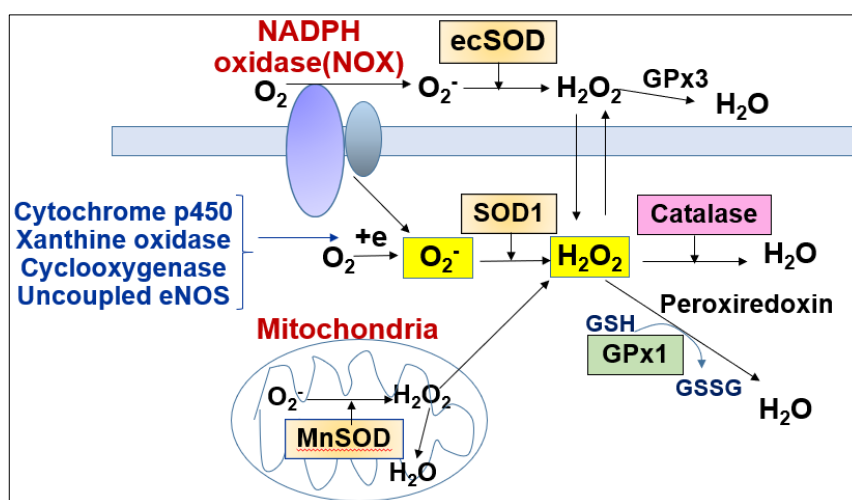 NADPH
oxidase(NOX)
ecSOD
O₂
O₂⁻
H₂O₂
GPx3
H₂O
Cytochrome p450
Xanthine oxidase
Cyclooxygenase
Uncoupled eNOS
+e
O₂
O₂⁻
SOD1
H₂O₂
Catalase
H₂O
Peroxiredoxin
GSH
GPx1
GSSG
H₂O
Mitochondria
O₂⁻
H₂O₂
MnSOD
H₂O